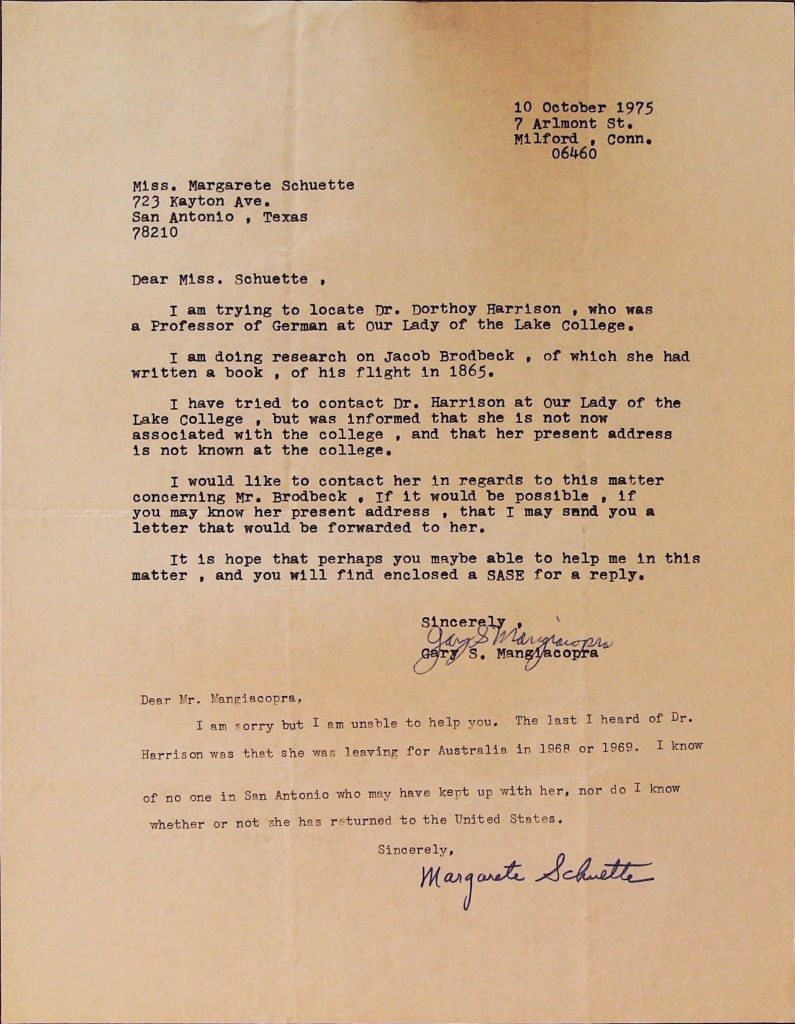 10 October 1975
7 Arlmont St.
Milford , Conn.
06460
Miss. Margarete Schuette
723 Kayton Ave.
San Antonio , Texas
78210
Dear Miss. Schuette ,
I am trying to locate Dr. Dorthoy Harrison , who was
a Professor of German at Our Lady of the Lake College.
I am doing research on Jacob Brodbeck , of which she had
written a book , of his flight in 1865.
I have tried to contact Dr. Harrison at Our Lady of the
Lake College , but was informed that she is not now
associated with the college , and that her present address
is not known at the college.
I would like to contact her in regards to this matter
concerning Mr. Brodbeck , If it would be possible , if
you may know her present address , that I may send you a
letter that would be forwarded to her.
It is hope that perhaps you maybe able to help me in this
matter , and you will find enclosed a SASE for a reply.
Sincerely ,
Gary S Mangiacopra
Gary S. Mangiacopra
Dear Mr. Mangiacopra,
I am sorry but I am unable to help you. The last I heard of Dr.
Harrison was that she was leaving for Australia in 1968 or 1969. I know
of no one in San Antonio who may have kept up with her, nor do I know
whether or not she has returned to the United States.
Sincerely,
Margarete Schuette